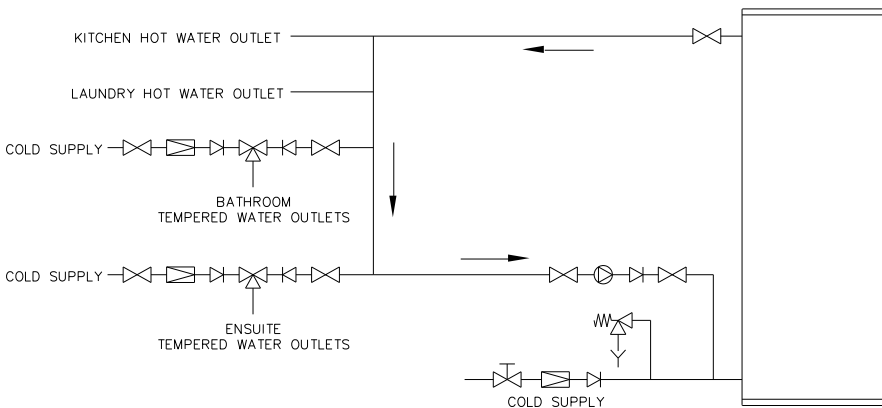 KITCHEN HOT WATER OUTLET
LAUNDRY HOT WATER OUTLET
COLD SUPPLY
BATHROOM
TEMPERED WATER OUTLETS
COLD SUPPLY
ENSUITE
TEMPERED WATER OUTLETS
COLD SUPPLY